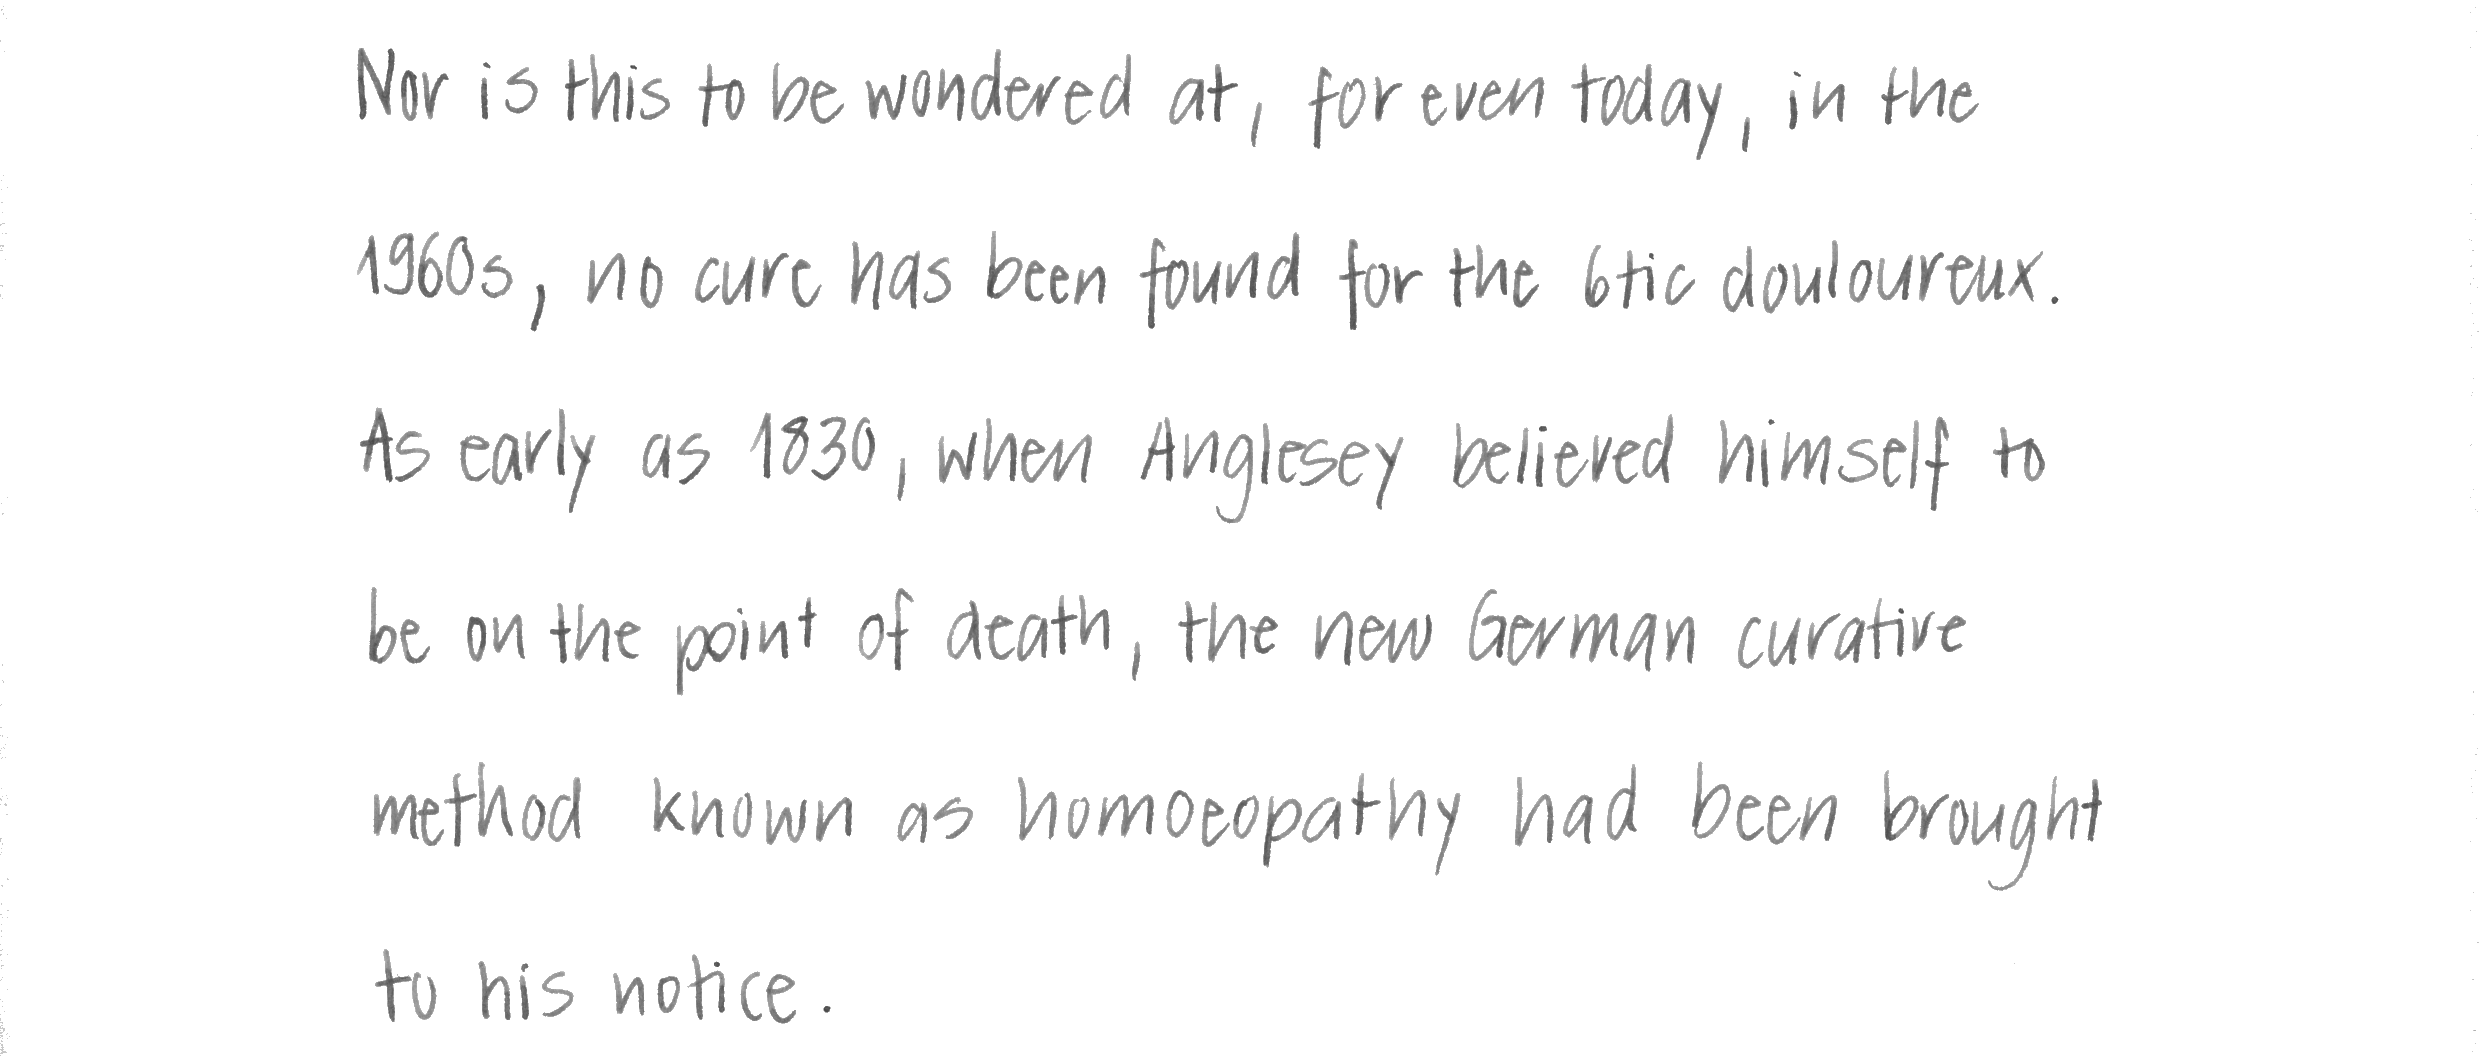 Nor is this to be wondered at, for even today, in the
1960s, no cure has been found for the 6tic douloureux.
As early as 1830, when Anglesey believed himself to
be on the point of death, the new German curative
method known as homoeopathy had been brought
to his notice.